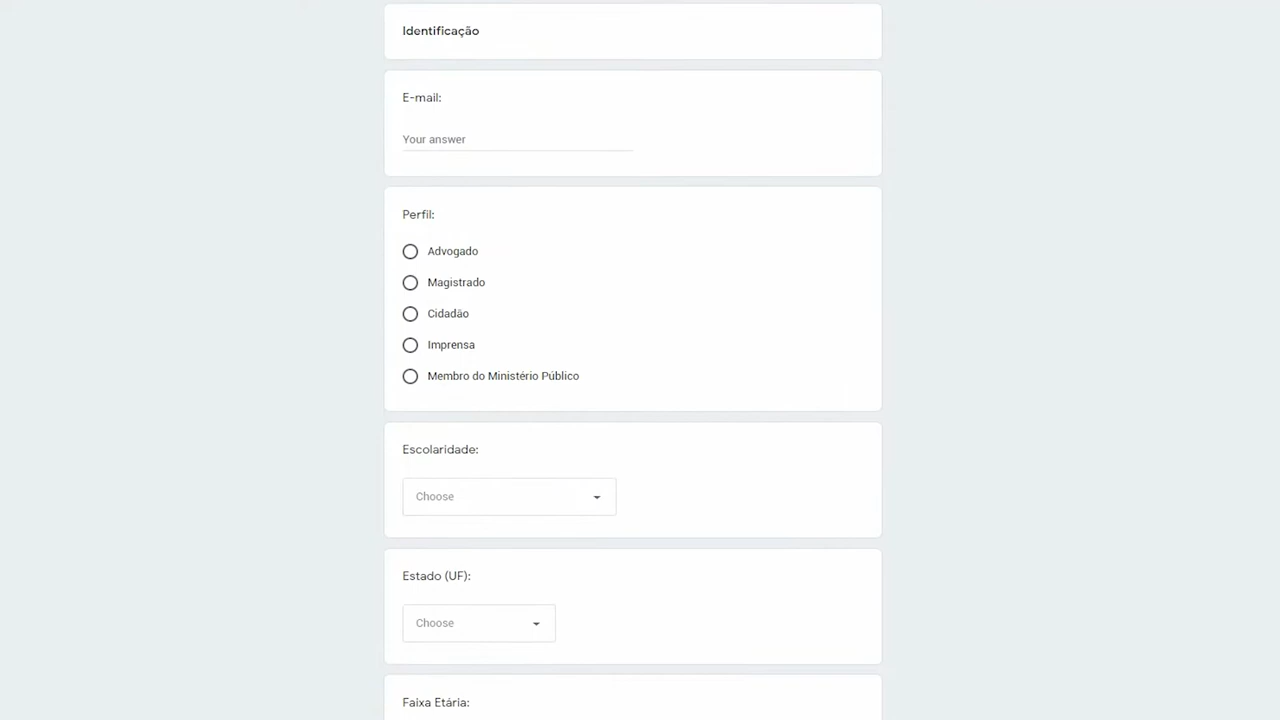 Identificação
E-mail:
Your answer
Perfil:
Advogado
Magistrado
Cidadão
Imprensa
Membro do Ministério Público
Escolaridade:
Choose
Estado (UF):
Choose
Faixa Etária: